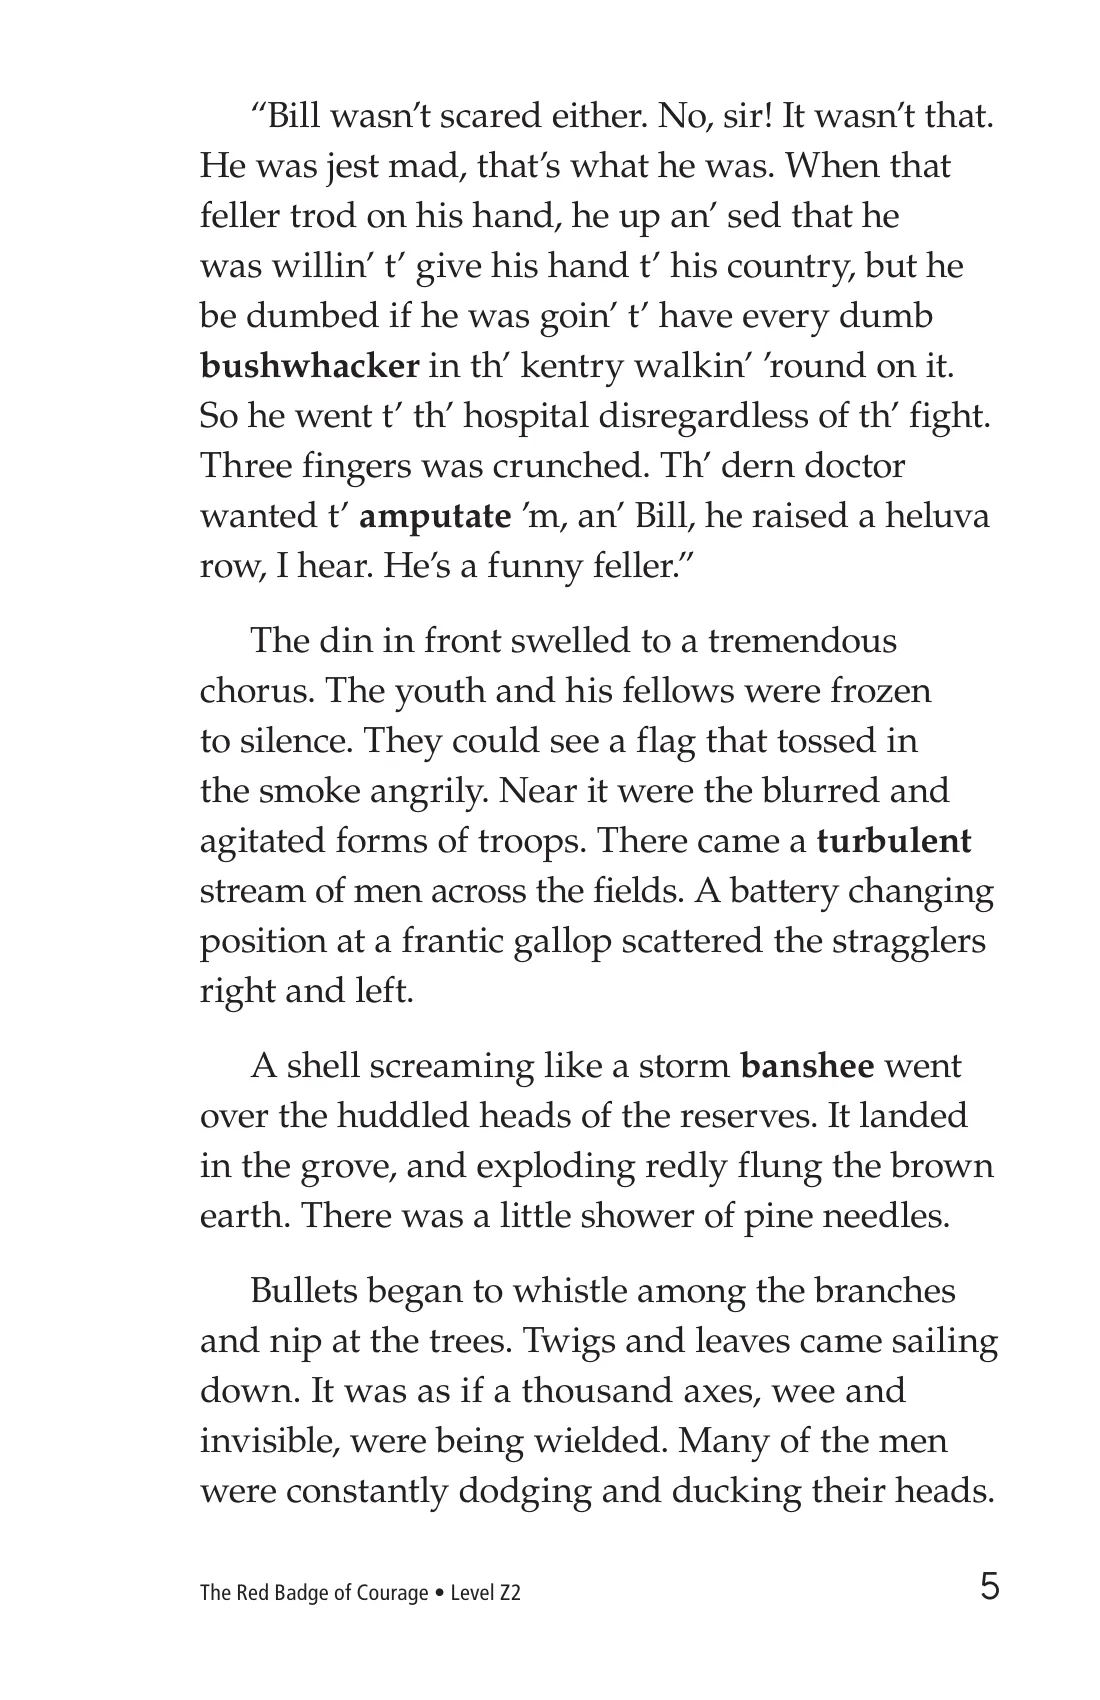 “Bill wasn’t scared either. No, sir! It wasn’t that.
He was jest mad, that’s what he was. When that
feller trod on his hand, he up an’ sed that he
was willin’ t’ give his hand t’ his country, but he
be dumbed if he was goin’ t’ have every dumb
bushwhacker in th’ kentry walkin’ ’round on it.
So he went t’ th’ hospital disregardless of th’ fight.
Three fingers was crunched. Th’ dern doctor
wanted t’ amputate ’m, an’ Bill, he raised a heluva
row, I hear. He’s a funny feller.”
The din in front swelled to a tremendous
chorus. The youth and his fellows were frozen
to silence. They could see a flag that tossed in
the smoke angrily. Near it were the blurred and
agitated forms of troops. There came a turbulent
stream of men across the fields. A battery changing
position at a frantic gallop scattered the stragglers
right and left.
A shell screaming like a storm banshee went
over the huddled heads of the reserves. It landed
in the grove, and exploding redly flung the brown
earth. There was a little shower of pine needles.
Bullets began to whistle among the branches
and nip at the trees. Twigs and leaves came sailing
down. It was as if a thousand axes, wee and
invisible, were being wielded. Many of the men
were constantly dodging and ducking their heads.
The Red Badge of Courage • Level Z2
5